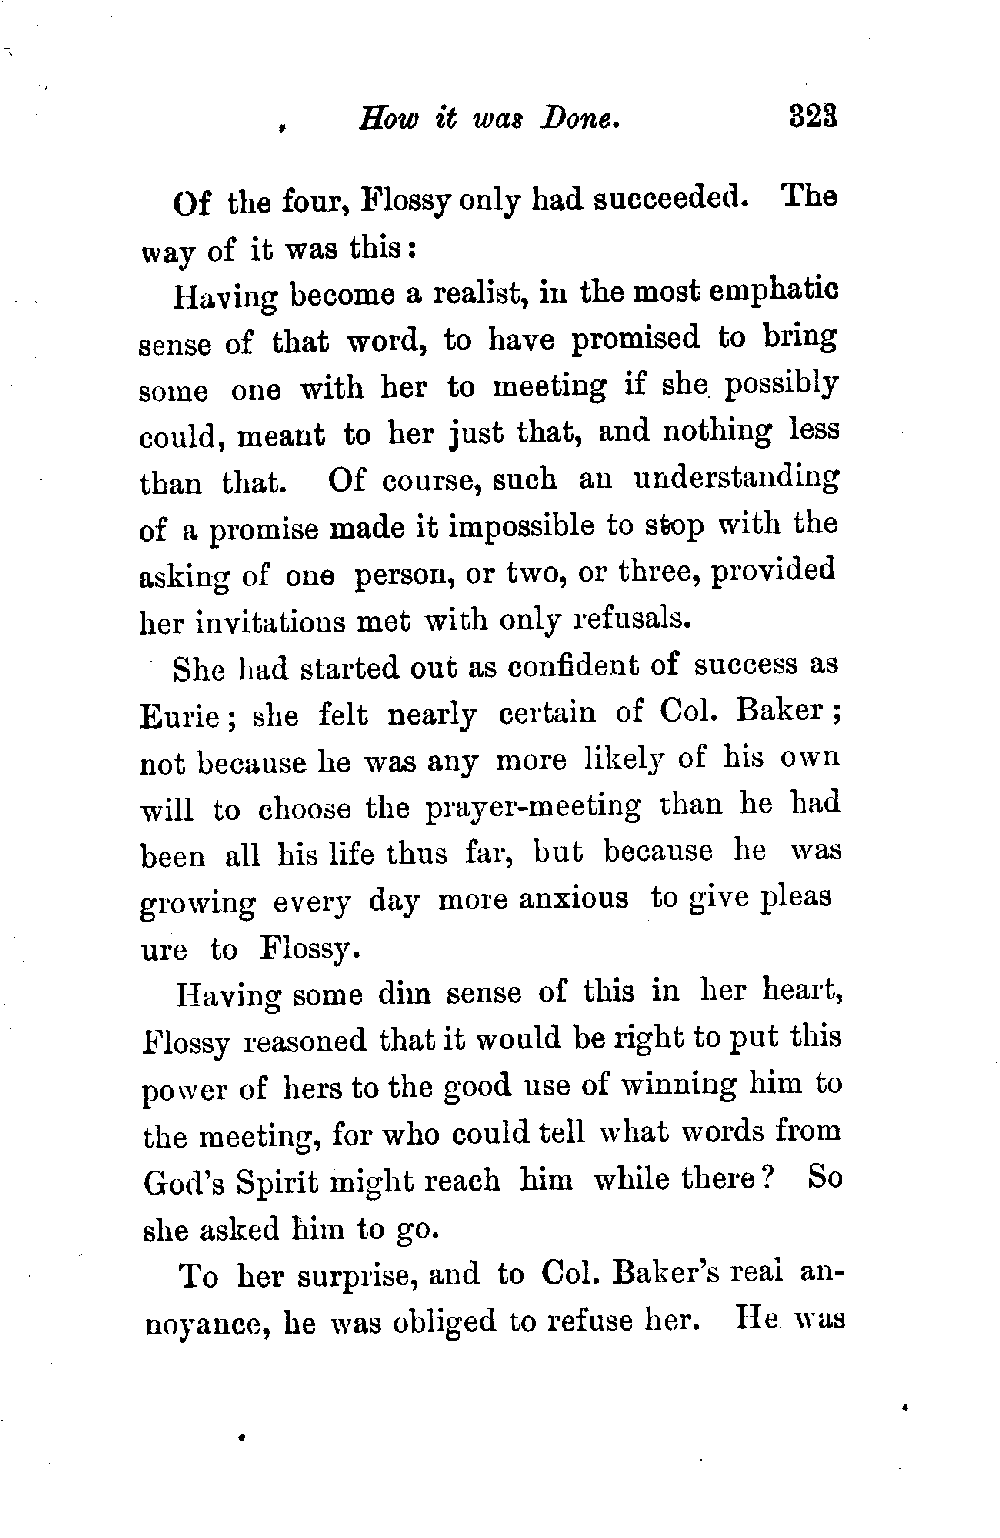 How it was Done. 323
Of the four, Flossy only had succeeded. The
way of it was this:
Having become a realist, in the most emphatic
sense of that word, to have promised to bring
some one with her to meeting if she possibly
could, meant to her just that, and nothing less
than that. Of course, such an understanding
of a promise made it impossible to stop with the
asking of one person, or two, or three, provided
her invitations met with only refusals.
She had started out as confident of success as
Eurie; she felt nearly certain of Col. Baker;
not because he was any more likely of his own
will to choose the prayer-meeting than he had
been all his life thus far, but because he was
growing every day more anxious to give pleas
ure to Flossy.
Having some dim sense of this in her heart,
Flossy reasoned that it would be right to put this
power of hers to the good use of winning him to
the meeting, for who could tell what words from
God's Spirit might reach him while there? So
she asked him to go.
To her surprise, and to Col. Baker's real an-
noyance, he was obliged to refuse her. He was